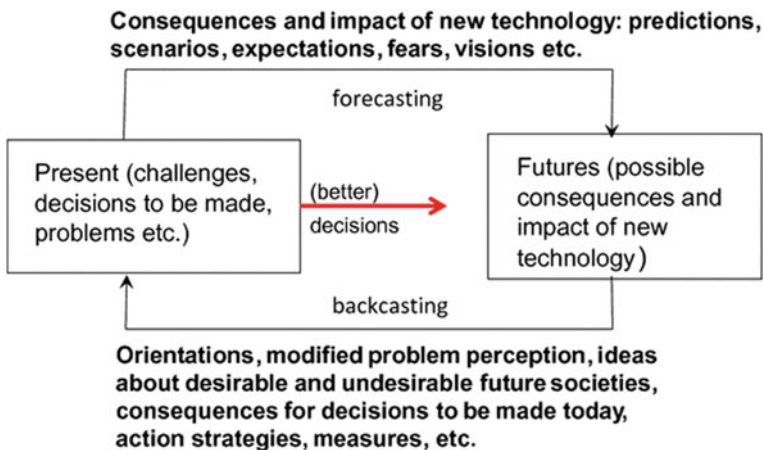 Consequences and impact of new technology: predictions,
scenarios, expectations, fears, visions etc.
forecasting
Present (challenges,
decisions to be made,
problems etc.)
(better)
decisions
Futures (possible
consequences and
impact of new
technology)
backcasting
Orientations, modified problem perception, ideas
about desirable and undesirable future societies,
consequences for decisions to be made today,
action strategies, measures, etc.